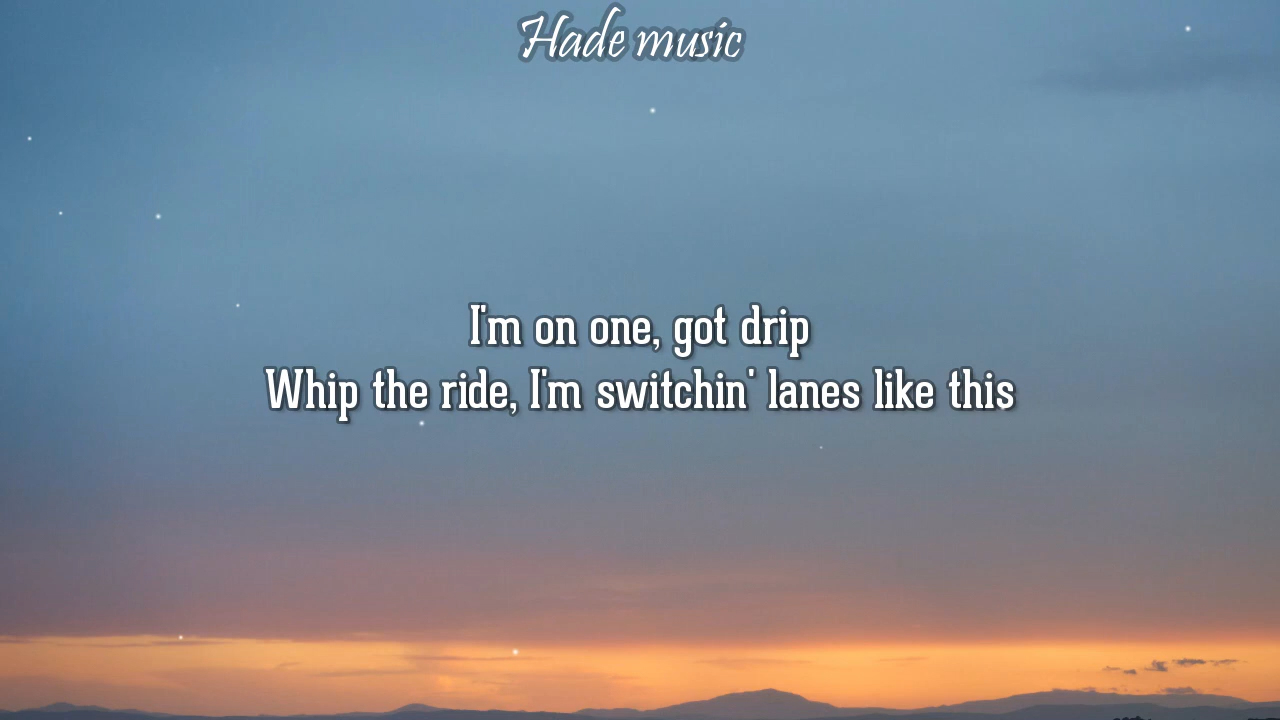 Hade music
I'm on one, got drip
Whip the ride, I'm switchin' lanes like this